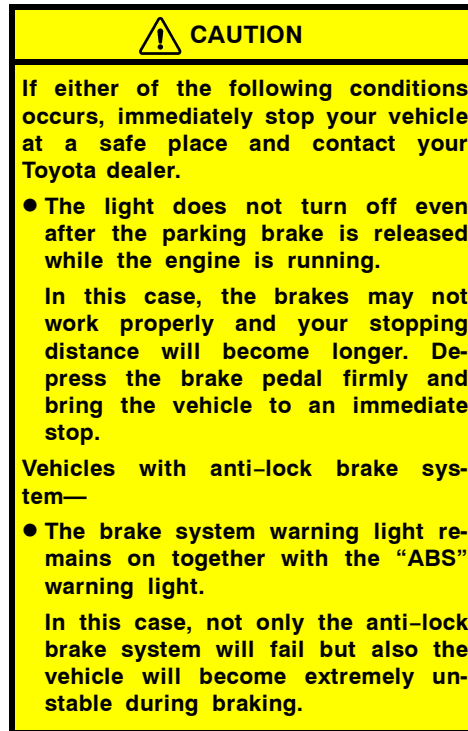 CAUTION
If either of the following conditions
occurs, immediately stop your vehicle
at a safe place and contact your
Toyota dealer.
● The light does not turn off even
after the parking brake is released
while the engine is running.
In this case, the brakes may not
work properly and your stopping
distance will become longer. De-
press the brake pedal firmly and
bring the vehicle to an immediate
stop.
Vehicles with anti–lock brake sys-
tem—
● The brake system warning light re-
mains on together with the “ABS”
warning light.
In this case, not only the anti–lock
brake system will fail but also the
vehicle will become extremely un-
stable during braking.